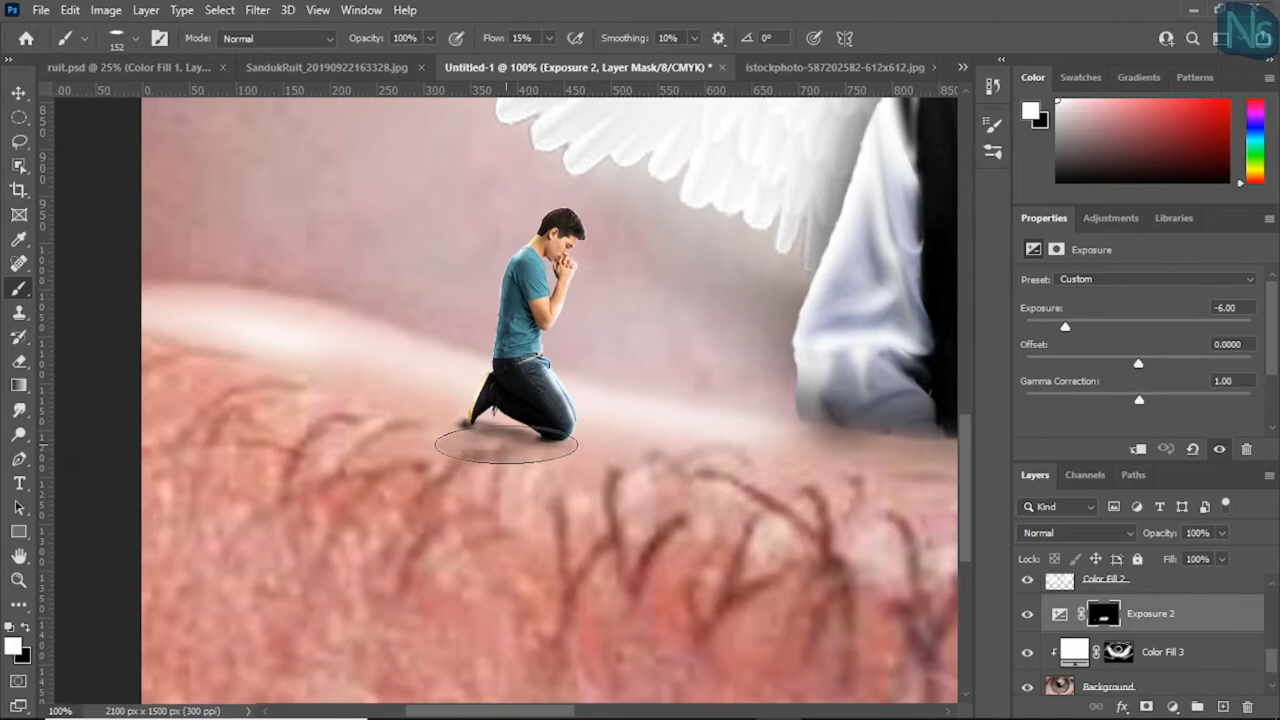 Ps File Edit Image Layer Type Select Filter 3D View Window Help
Ns
152 Mode: Normal Opacity: 100% Flow: 15% Smoothing: 10% 0°
ruit.psd @ 25% (Color Fill 1, Lay... × SandukRuit_20190922163328.jpg × Untitled-1 @ 100% (Exposure 2, Layer Mask/8/CMYK) * × istockphoto-587202582-612x612.jpg
00 50 0 50 100 150 200 250 300 350 400 450 500 550 600 650 700 750 800 850
Color Swatches Gradients Patterns
Properties Adjustments Libraries
Exposure
Preset: Custom
Exposure: -6.00
Offset: 0.0000
Gamma Correction: 1.00
Layers Channels Paths
Kind
Normal Opacity: 100%
Lock: Fill: 100%
Color Fill 2
Exposure 2
Color Fill 3
Background
100% 2100 px x 1500 px (300 ppi)